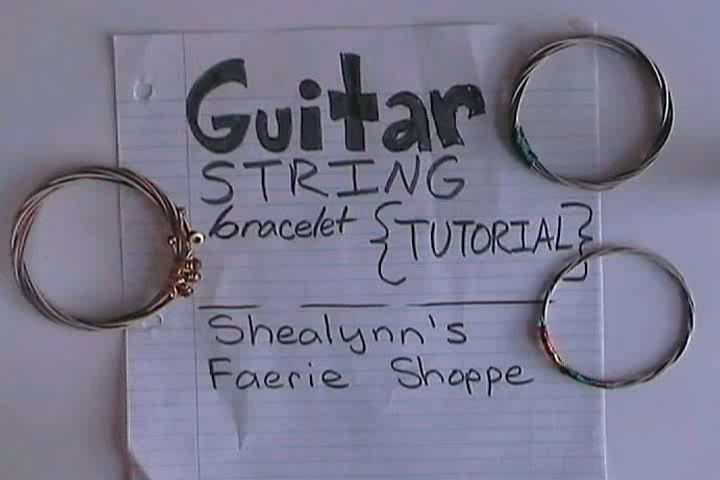 Guitar
STRING
bracelet {TUTORIAL}
Shealynn's
Faerie Shoppe